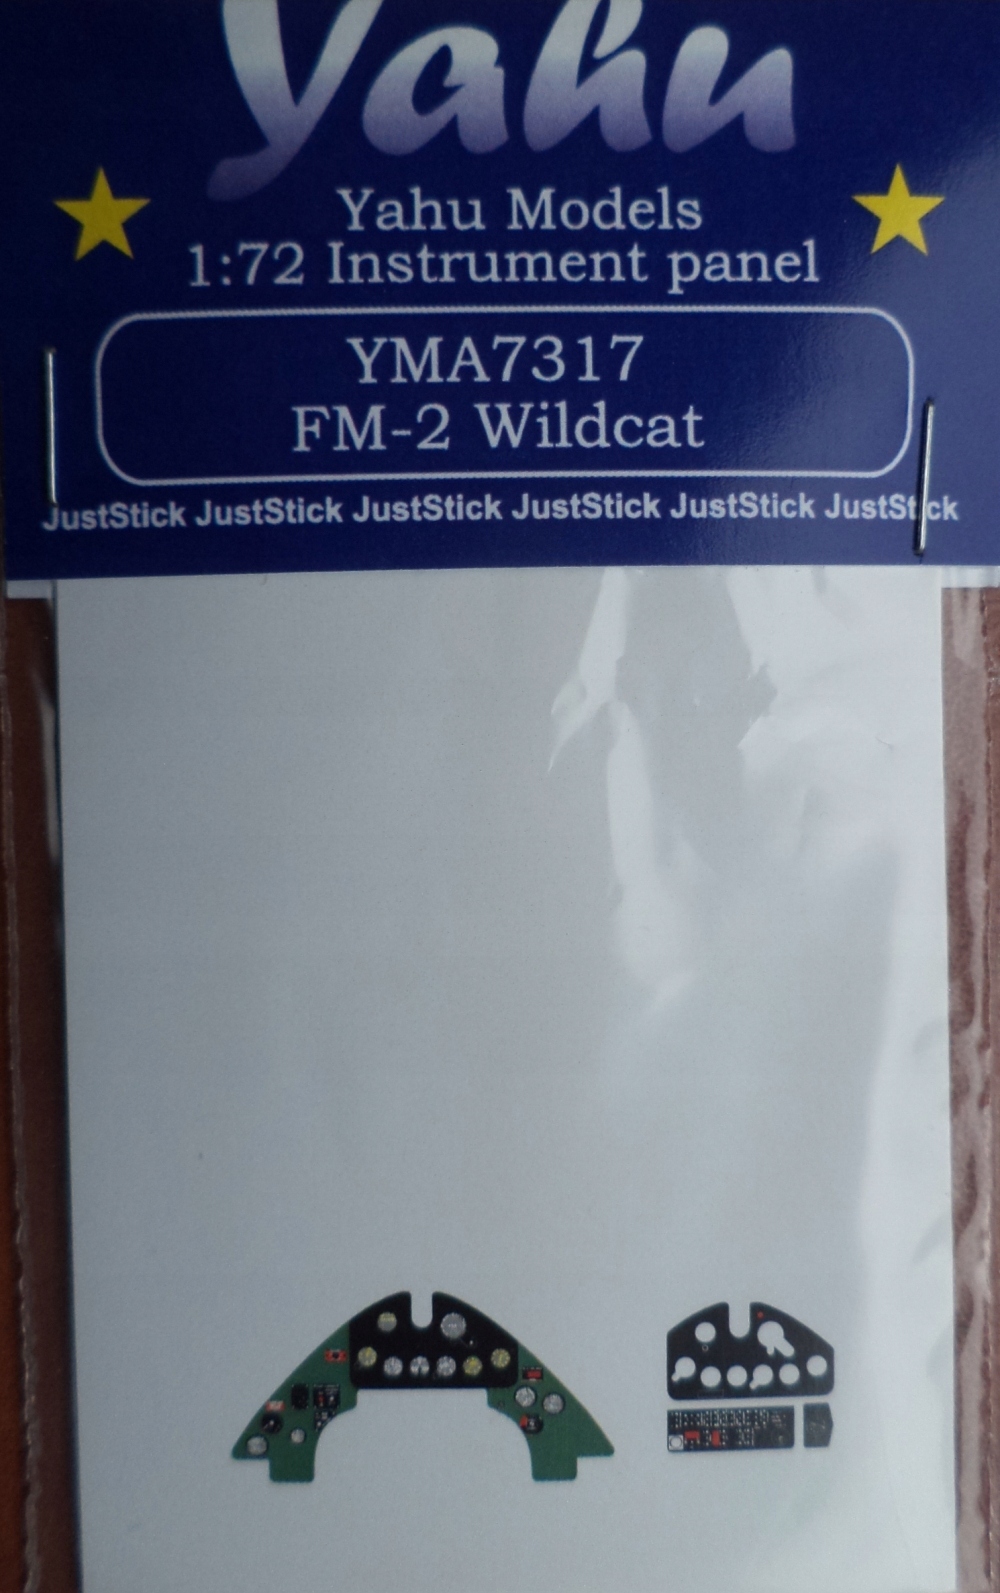 Yahu
Yahu Models
1:72 Instrument panel
YMA7317
FM-2 Wildcat
JustStick JustStick JustStick JustStick JustStick JustStick